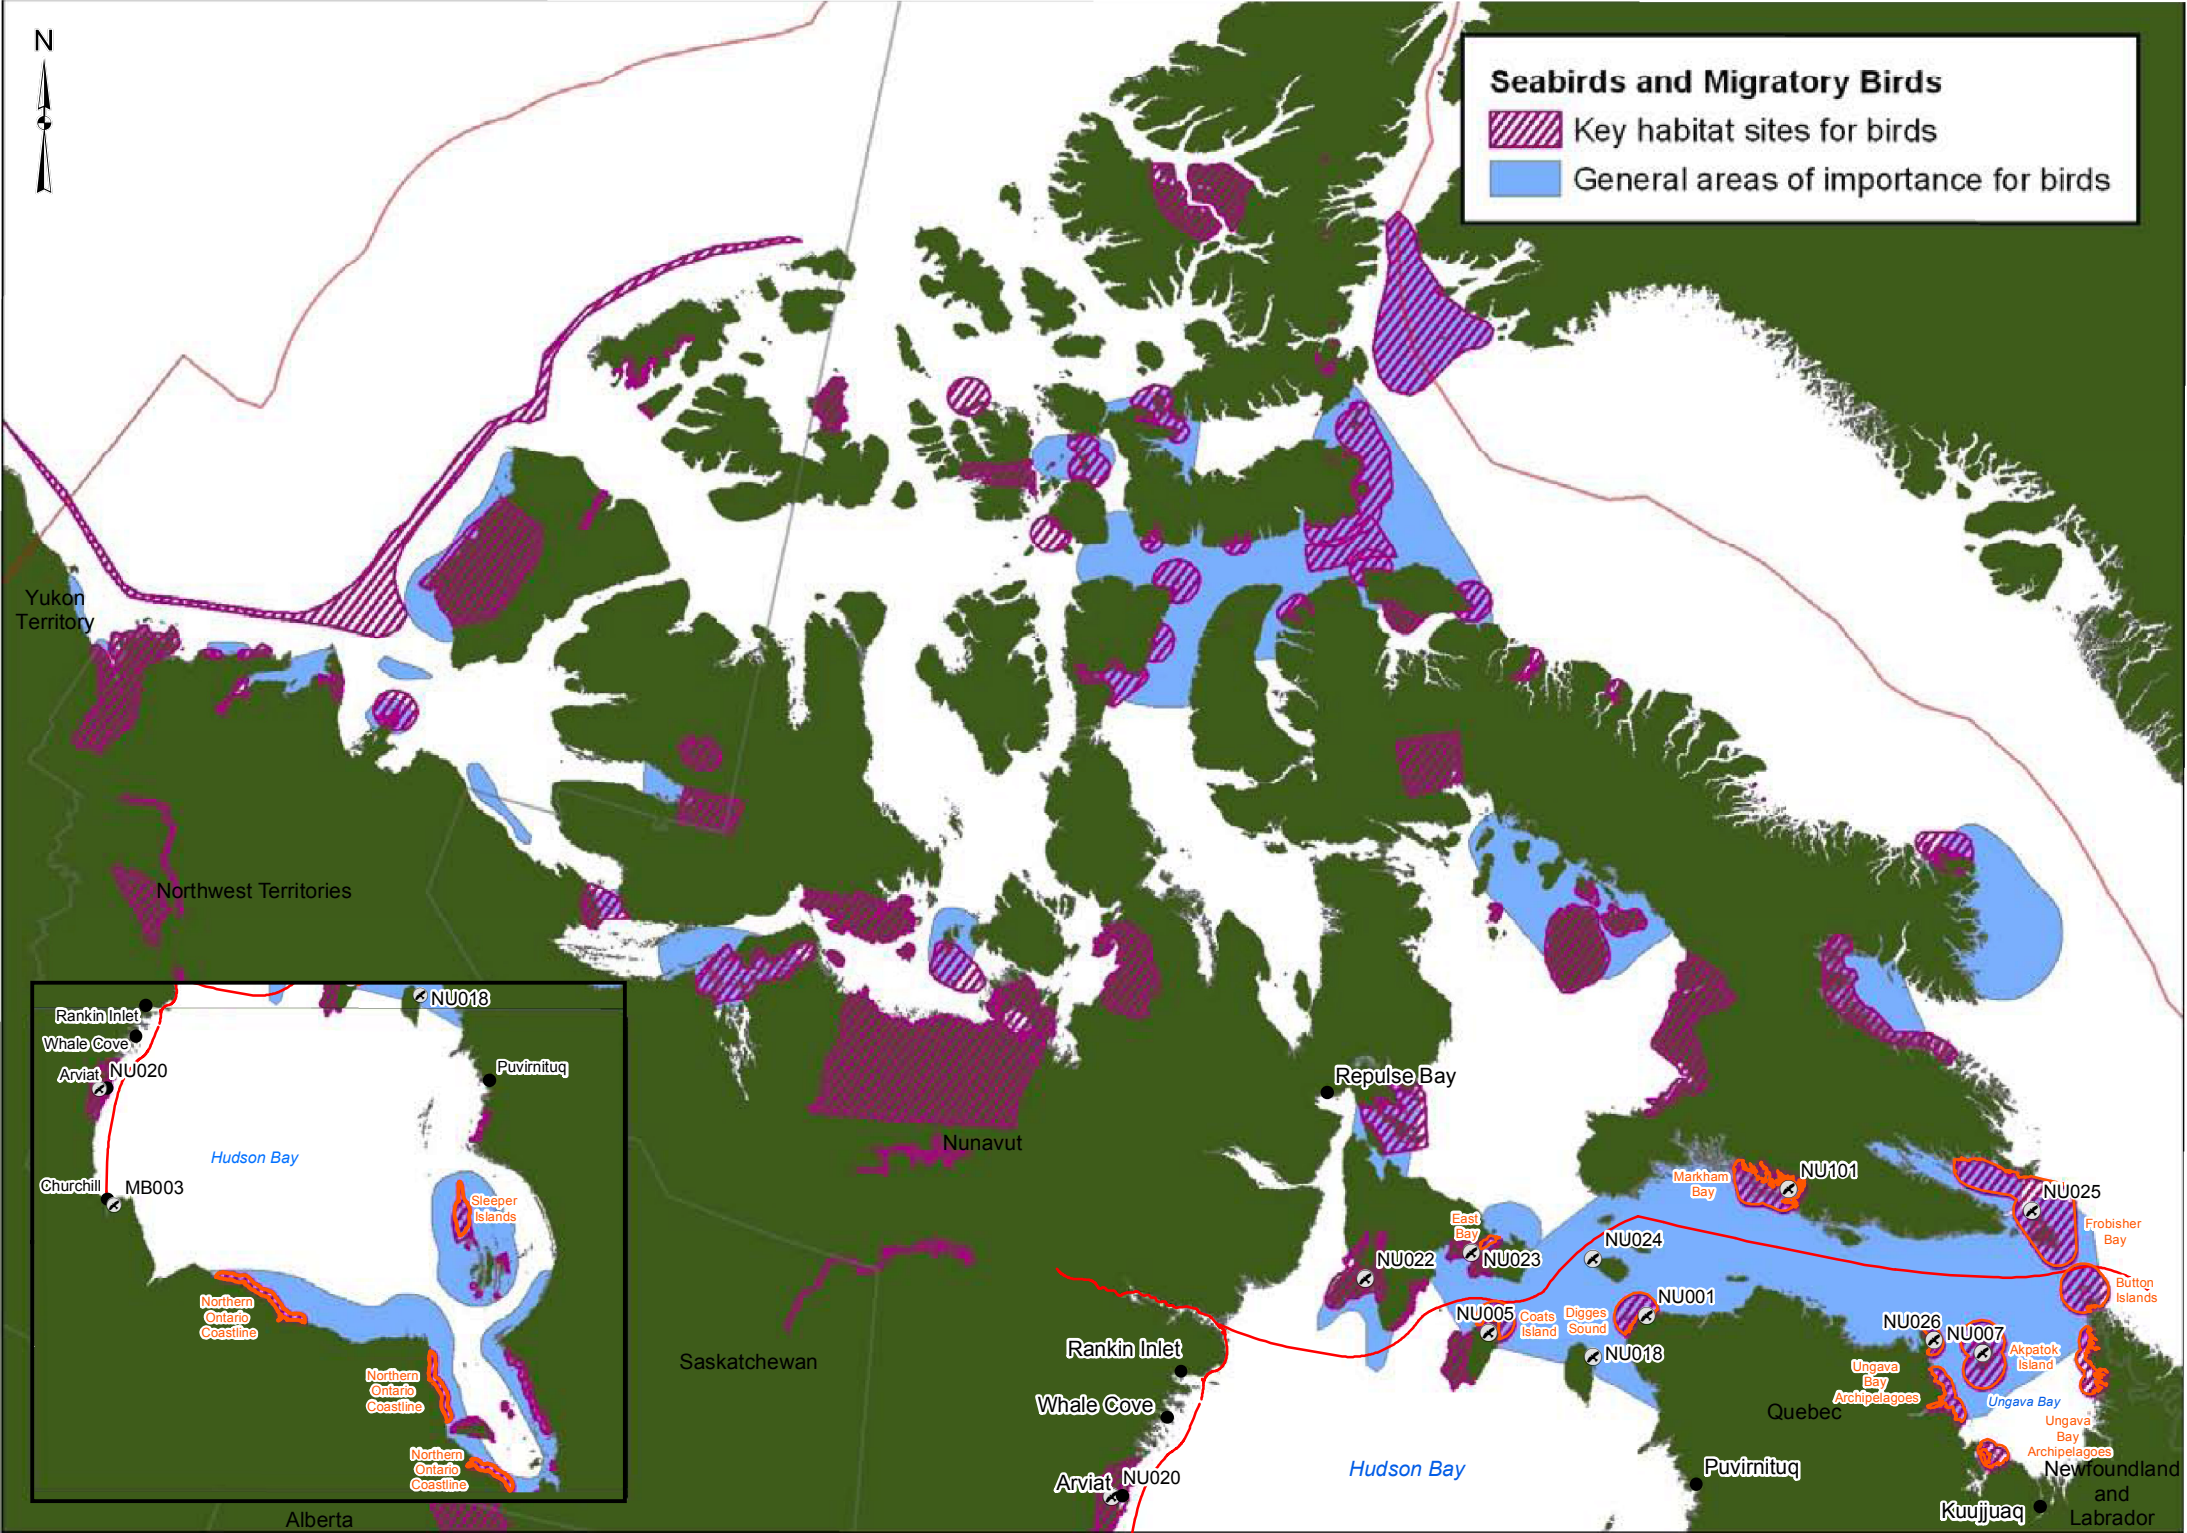 N
Seabirds and Migratory Birds
Key habitat sites for birds
General areas of importance for birds
Yukon
Territory
Northwest Territories
Nunavut
Saskatchewan
Alberta
Quebec
Newfoundland
and
Labrador
Repulse Bay
Rankin Inlet
Whale Cove
Arviat
NU020
Hudson Bay
Puvirnituq
Kuujjuaq
Ungava Bay
NU022
East
Bay
NU023
NU005
Coats
Island
Digges
Sound
NU001
NU018
NU024
Markham
Bay
NU101
NU025
Frobisher
Bay
Button
Islands
NU026
NU007
Akpatok
Island
Ungava
Bay
Archipelagoes
Ungava
Bay
Archipelagoes
Rankin Inlet
Whale Cove
Arviat
NU020
NU018
Puvirnituq
Hudson Bay
Churchill
MB003
Sleeper
Islands
Northern
Ontario
Coastline
Northern
Ontario
Coastline
Northern
Ontario
Coastline